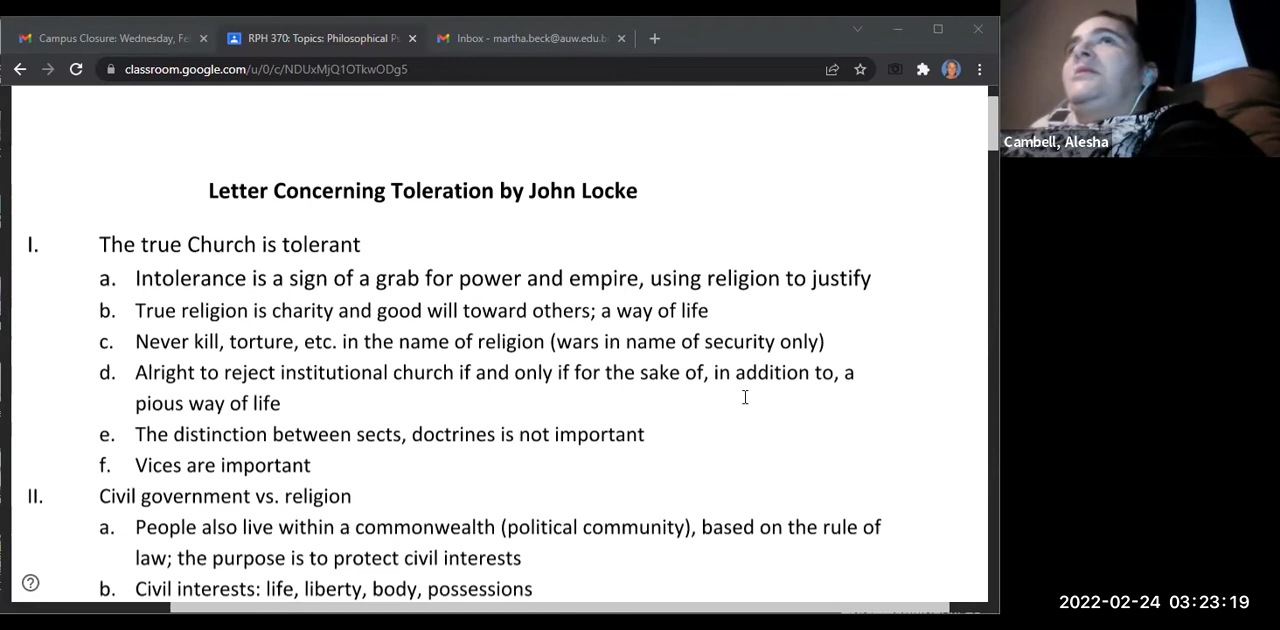 Campus Closure: Wednesday, Fe
RPH 370: Topics: Philosophical Ps
Inbox - martha.beck@auw.edu.b
classroom.google.com/u/0/c/NDUxMjQ1OTkwODg5
Cambell, Alesha
Letter Concerning Toleration by John Locke
I. The true Church is tolerant
a. Intolerance is a sign of a grab for power and empire, using religion to justify
b. True religion is charity and good will toward others; a way of life
c. Never kill, torture, etc. in the name of religion (wars in name of security only)
d. Alright to reject institutional church if and only if for the sake of, in addition to, a
pious way of life
e. The distinction between sects, doctrines is not important
f. Vices are important
II. Civil government vs. religion
a. People also live within a commonwealth (political community), based on the rule of
law; the purpose is to protect civil interests
b. Civil interests: life, liberty, body, possessions
2022-02-24 03:23:19